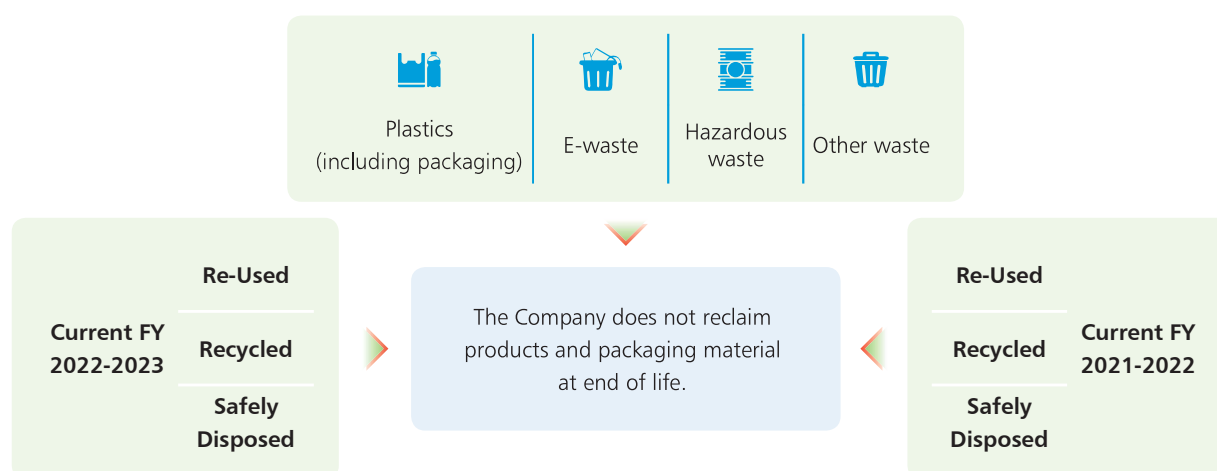 Plastics
(including packaging)
E-waste
Hazardous
waste
Other waste
Current FY
2022-2023
Re-Used
Recycled
Safely
Disposed
The Company does not reclaim
products and packaging material
at end of life.
Re-Used
Recycled
Safely
Disposed
Current FY
2021-2022